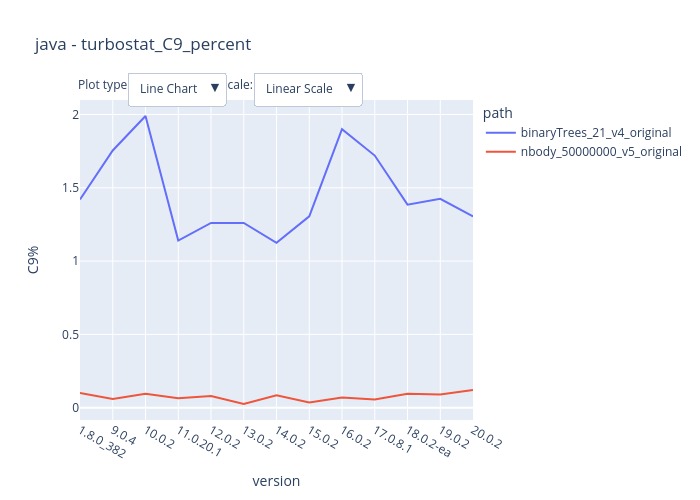 java - turbostat_C9_percent
Plot type
Line Chart ▼
cale:
Linear Scale ▼
path
binaryTrees_21_v4_original
nbody_50000000_v5_original
C9%
2
1.5
1
0.5
0
1.8.0_382
9.0.4
10.0.2
11.0.20.1
12.0.2
13.0.2
14.0.2
15.0.2
16.0.2
17.0.8.1
18.0.2-ea
19.0.2
20.0.2
version